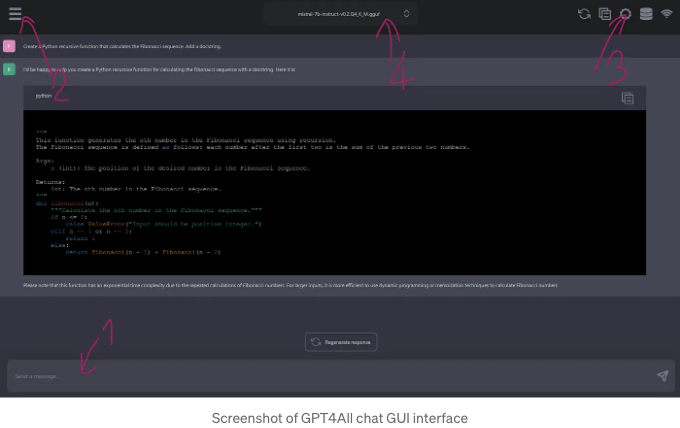 mistral-7b-instruct-v0.2.Q4_K_M.gguf
4
2
3
Create a Python recursive function that calculates the Fibonacci sequence. Add a docstring.
I'd be happy to help you create a Python recursive function for calculating the Fibonacci sequence with a docstring. Here it is
python
"""
This function generates the nth number in the Fibonacci sequence using recursion.
The Fibonacci sequence is defined as follows: each number after the first two is the sum of the previous two numbers.
Args:
n (int): The position of the desired number in the Fibonacci sequence.
Returns:
int: The nth number in the Fibonacci sequence.
"""
def fibonacci(n):
"""Calculate the nth number in the Fibonacci sequence."""
if n <= 0:
raise ValueError("Input should be positive integer.")
elif n == 1 or n == 2:
return 1
else:
return fibonacci(n - 1) + fibonacci(n - 2)
Please note that this function has an exponential time complexity due to the repeated calculations of Fibonacci numbers. For larger inputs, it is more efficient to use dynamic programming or memoization techniques to calculate Fibonacci numbers
1
Regenerate response
Send a message...
Screenshot of GPT4All chat GUI interface